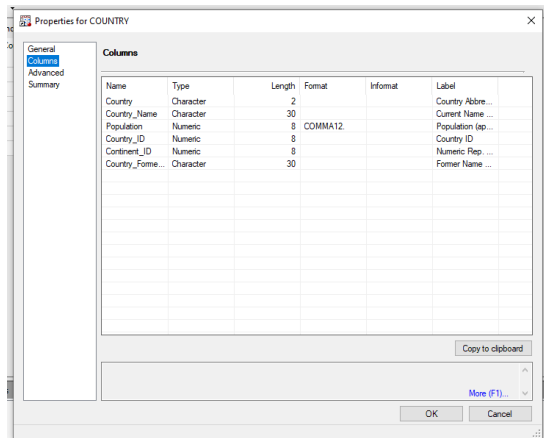 Properties for COUNTRY
General
Columns
Advanced
Summary
Columns
Name Type Length Format Informat Label
Country Character 2 Country Abbre...
Country_Name Character 30 Current Name ...
Population Numeric 8 COMMA12. Population (ap...
Country_ID Numeric 8 Country ID
Continent_ID Numeric 8 Numeric Rep. ...
Country_Forme... Character 30 Former Name ...
Copy to clipboard
More (F1)...
OK Cancel